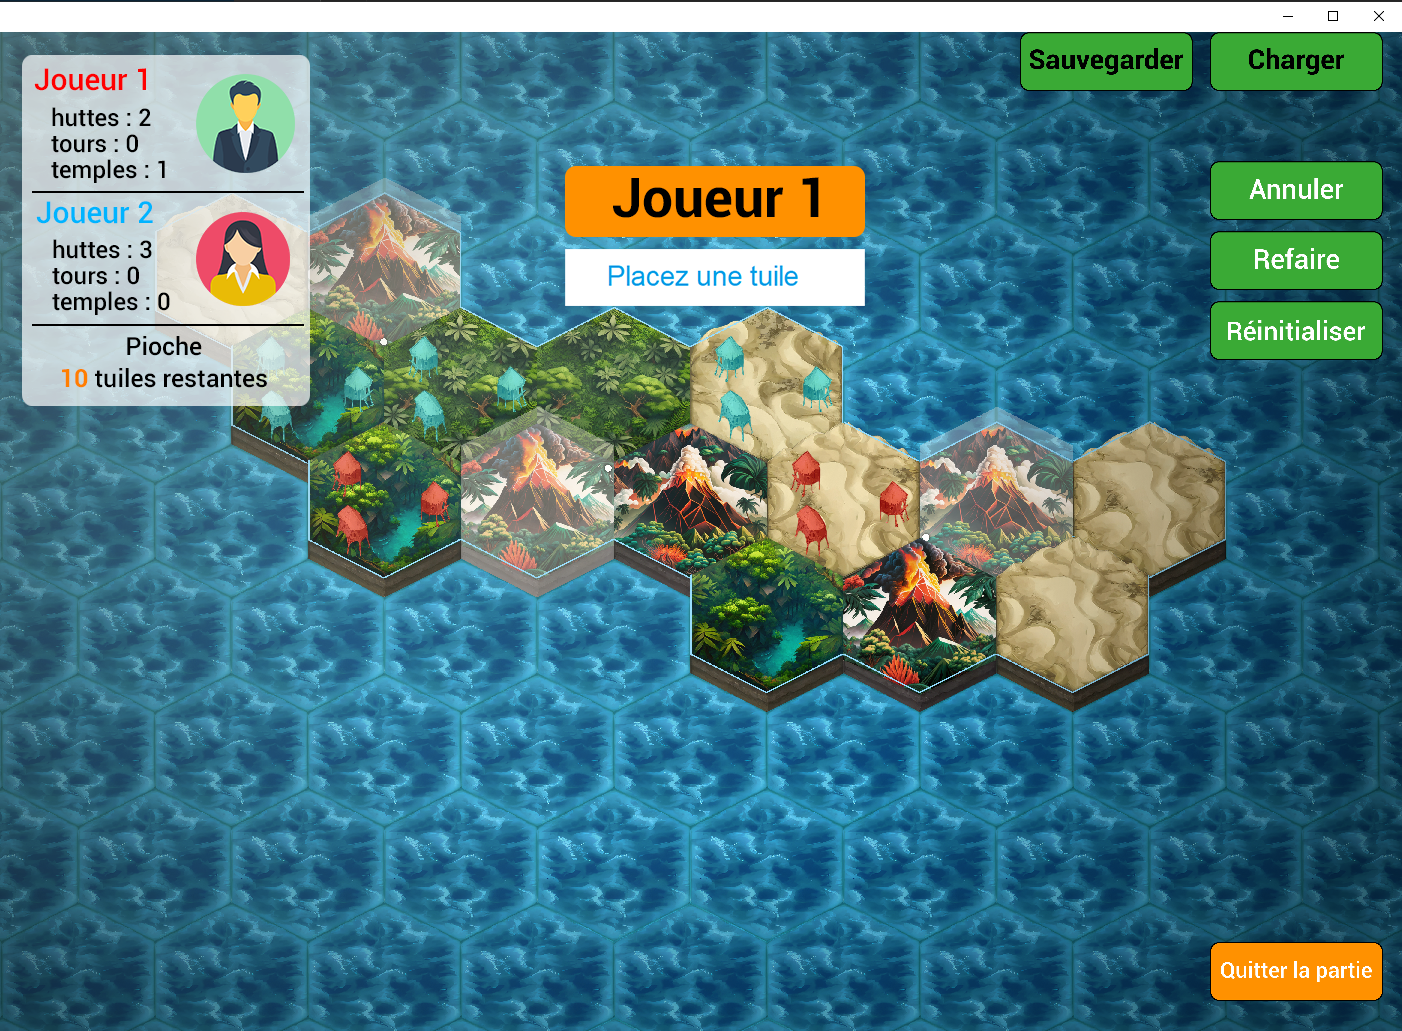 Sauvegarder
Charger
Joueur 1
huttes : 2
tours : 0
temples : 1
Joueur 2
huttes : 3
tours : 0
temples : 0
Pioche
10 tuiles restantes
Joueur 1
Placez une tuile
Annuler
Refaire
Réinitialiser
Quitter la partie